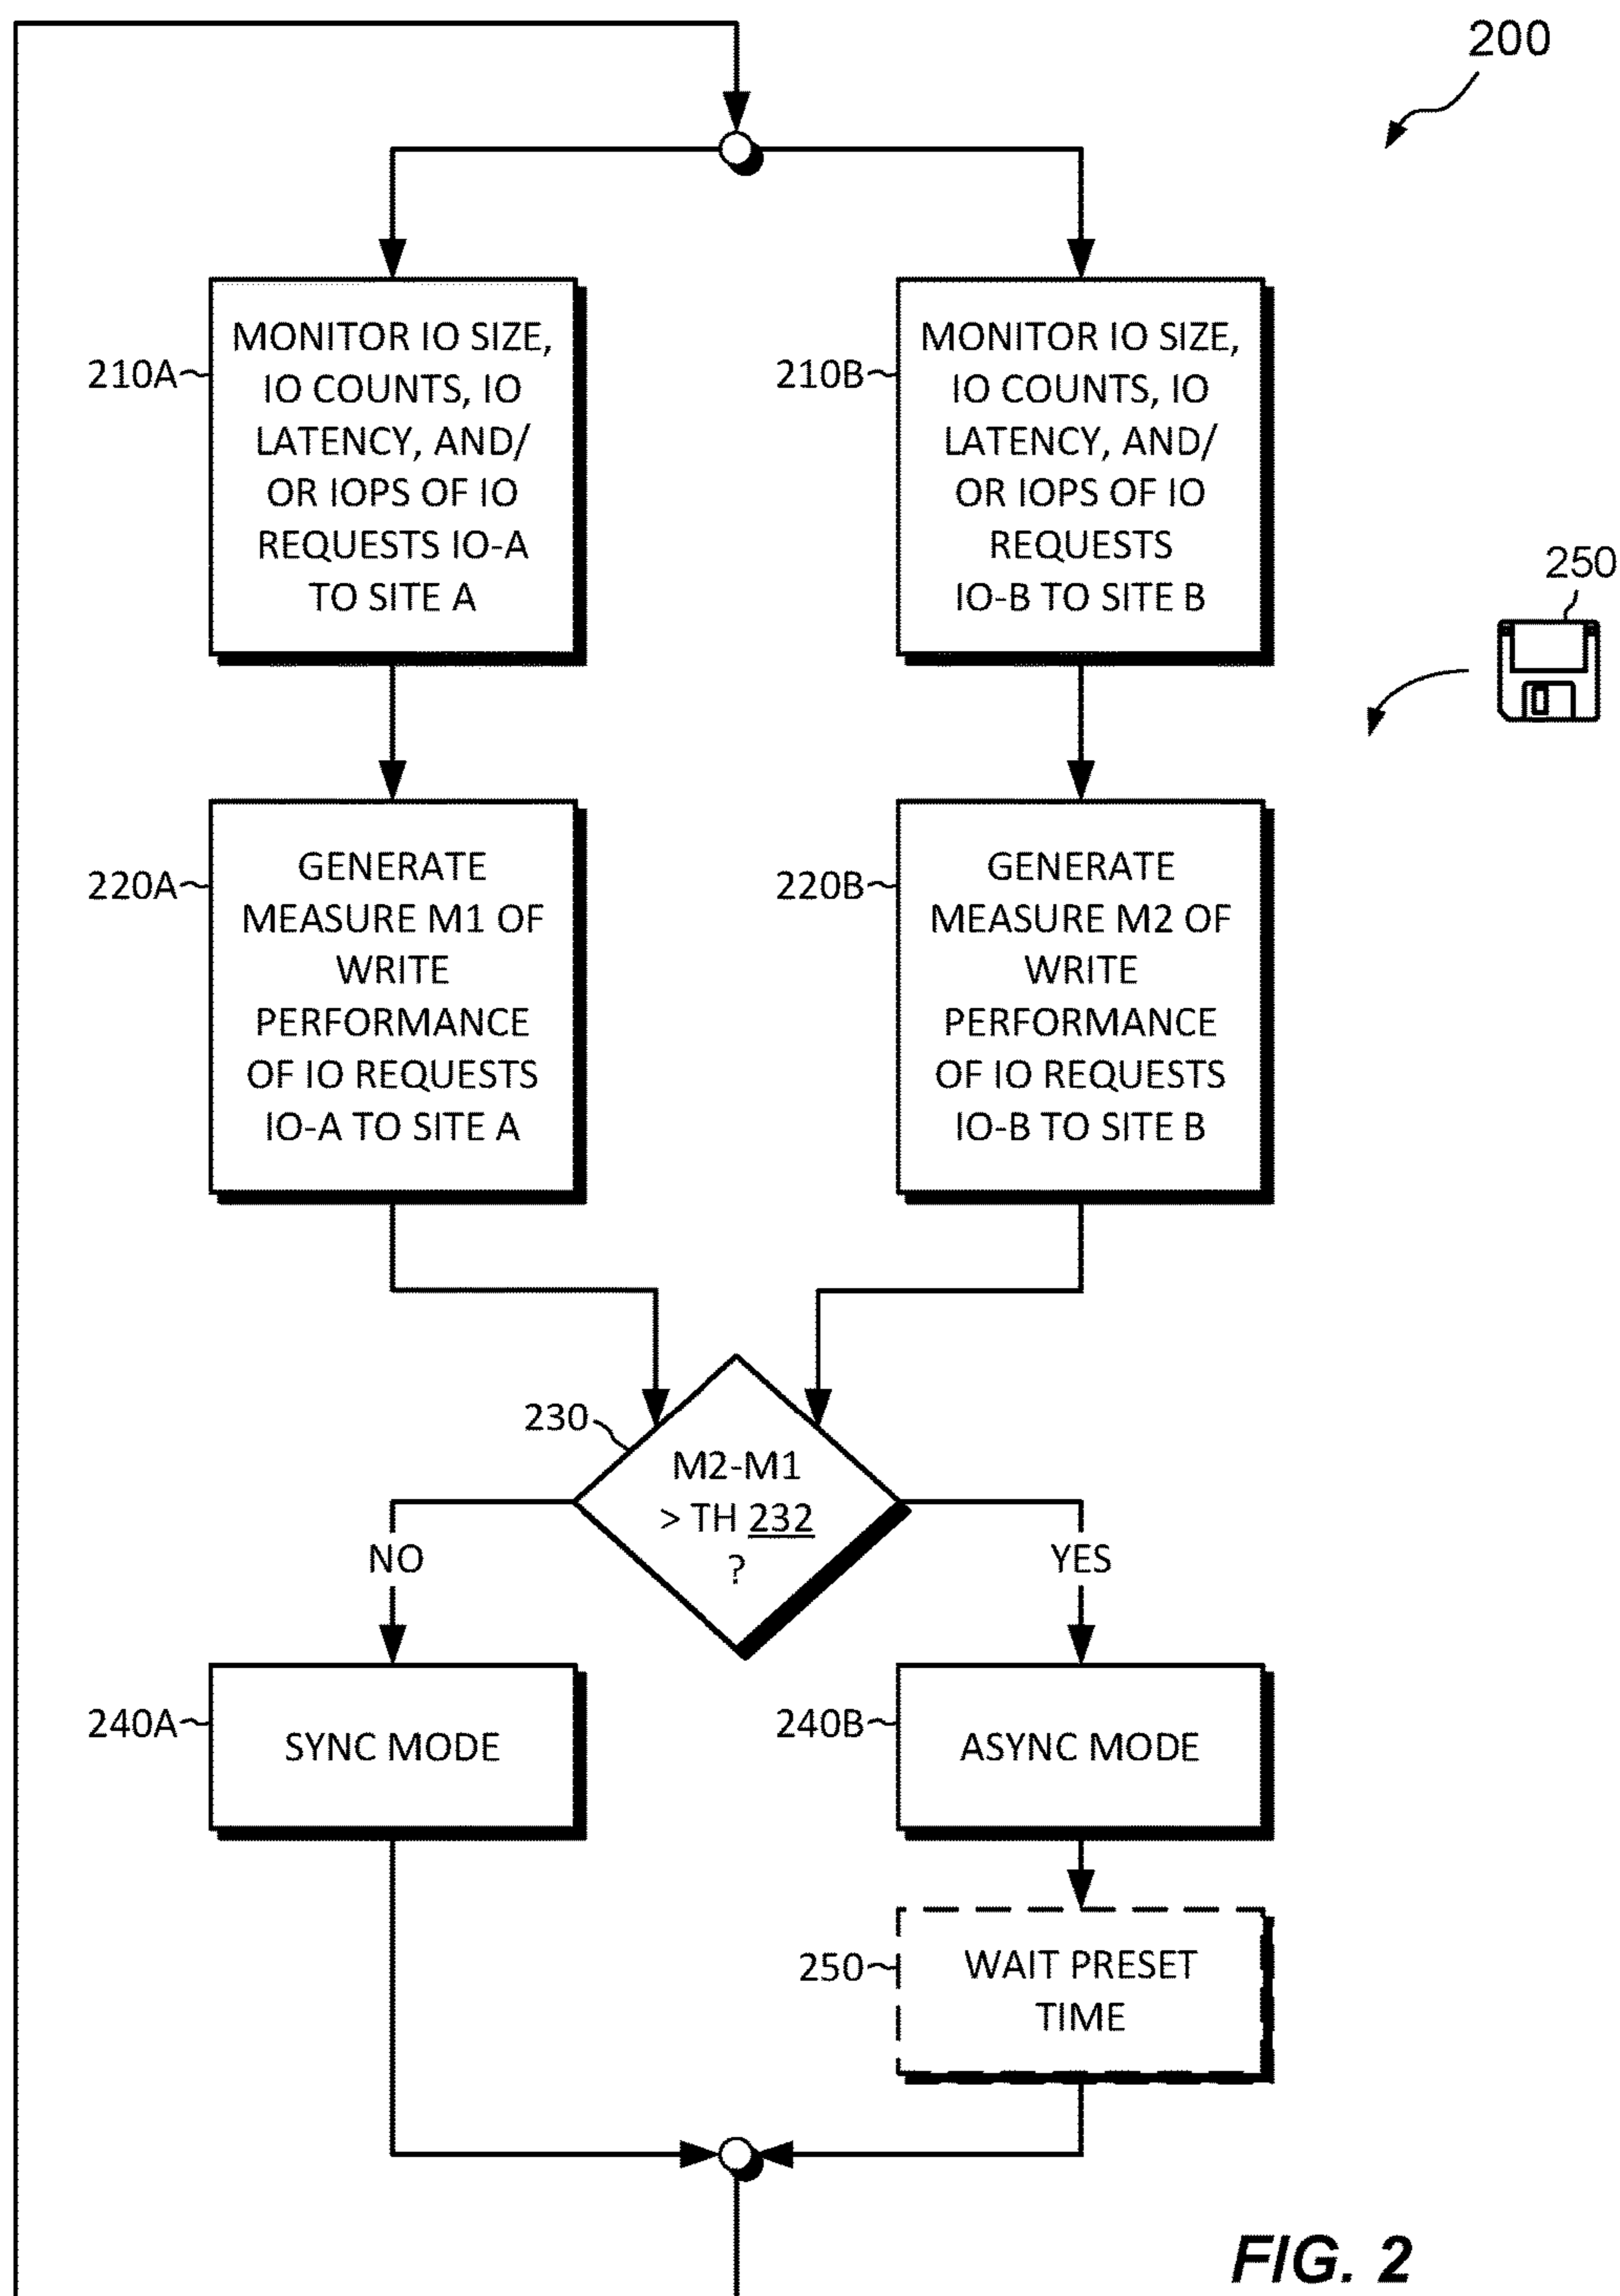 200
210A
MONITOR IO SIZE,
IO COUNTS, IO
LATENCY, AND/
OR IOPS OF IO
REQUESTS IO-A
TO SITE A
210B
MONITOR IO SIZE,
IO COUNTS, IO
LATENCY, AND/
OR IOPS OF IO
REQUESTS
IO-B TO SITE B
250
220A
GENERATE
MEASURE M1 OF
WRITE
PERFORMANCE
OF IO REQUESTS
IO-A TO SITE A
220B
GENERATE
MEASURE M2 OF
WRITE
PERFORMANCE
OF IO REQUESTS
IO-B TO SITE B
230
M2-M1
> TH 232
?
NO
YES
240A
SYNC MODE
240B
ASYNC MODE
250
WAIT PRESET
TIME
FIG. 2